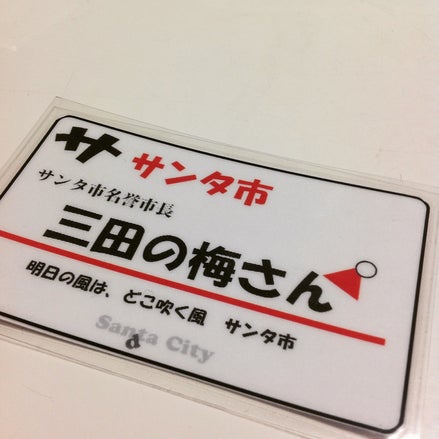 サ サンタ市
サンタ市名誉市長
三田の梅さん
明日の風は、どこ吹く風 サンタ市
Santa City
d